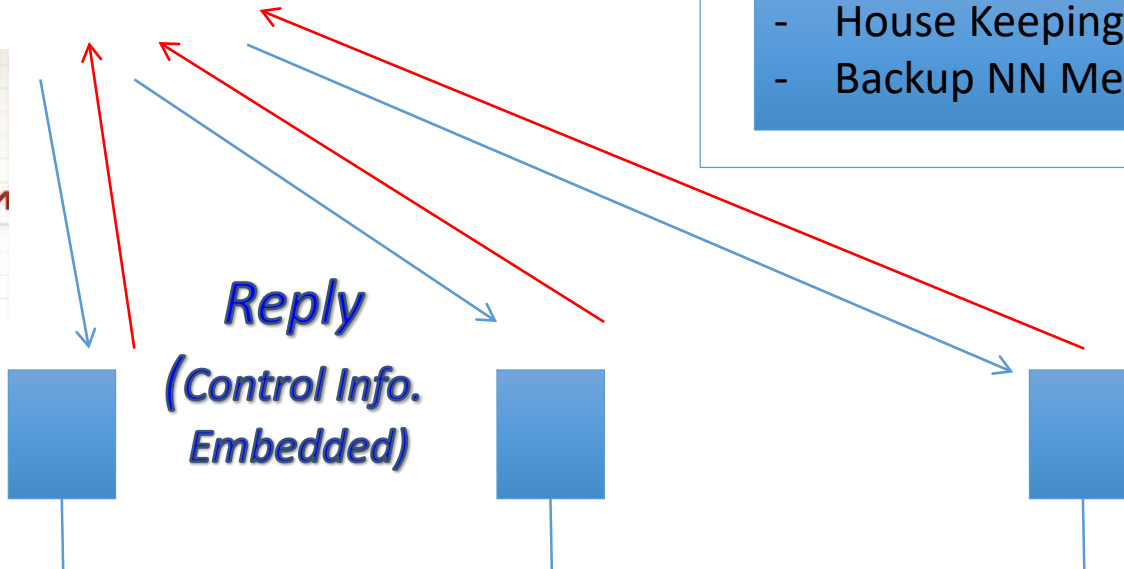 - House Keeping
- Backup NN Me
Reply
(Control Info.
Embedded)